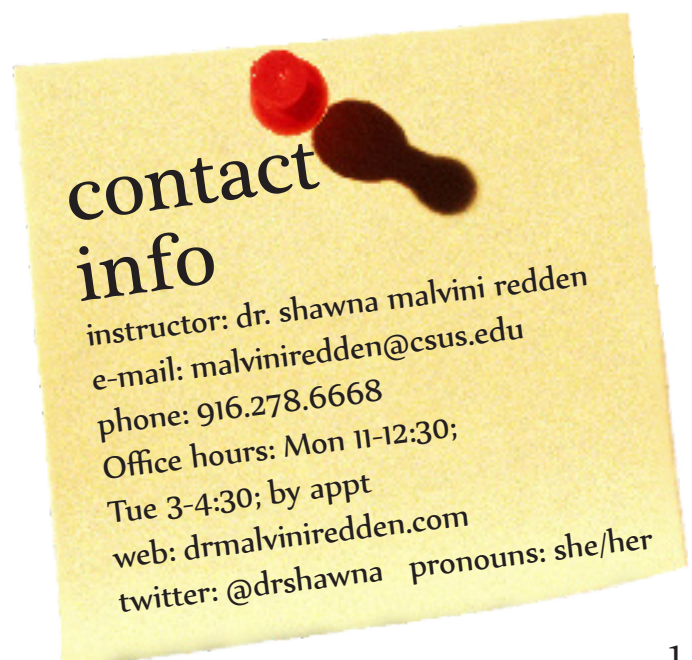 contact
info
instructor: dr. shawna malvini redden
e-mail: malviniredden@csus.edu
phone: 916.278.6668
Office hours: Mon 11-12:30;
Tue 3-4:30; by appt
web: drmalviniredden.com
twitter: @drshawna pronouns: she/her